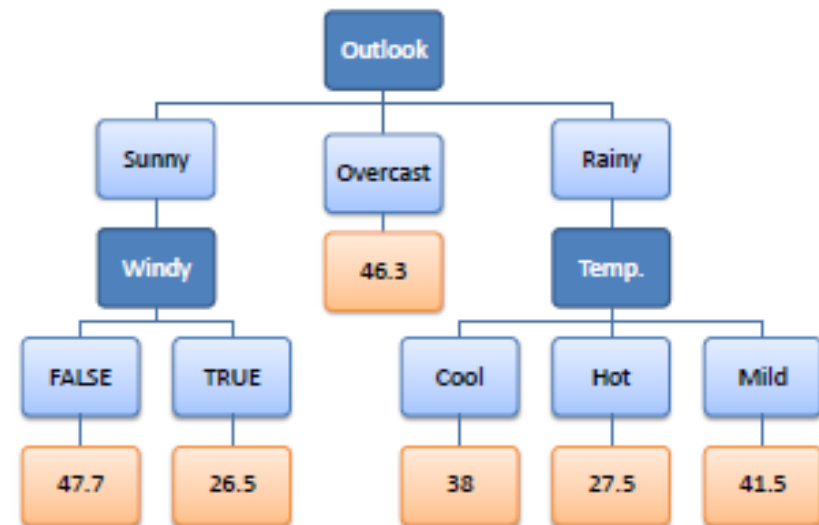 Outlook
Sunny
Overcast
Rainy
Windy
46.3
Temp.
FALSE
TRUE
Cool
Hot
Mild
47.7
26.5
38
27.5
41.5